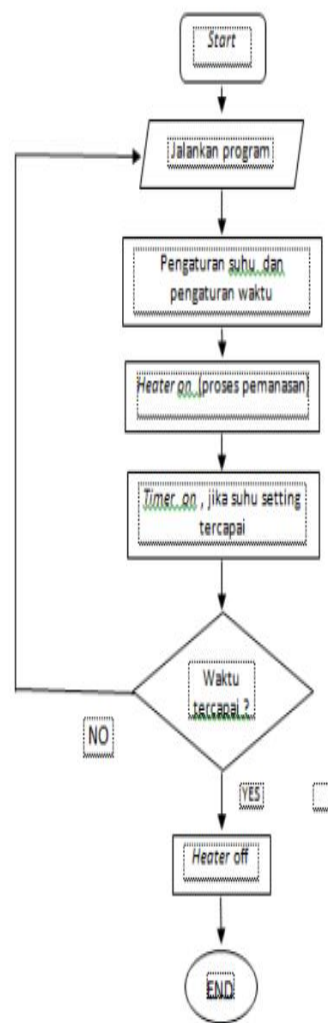 Start
Jalankan program
Pengaturan suhu dan
pengaturan waktu
Heater on (proses pemanasan)
Timer on , jika suhu setting
tercapai
Waktu
tercapai ?
NO
YES
Heater off
END